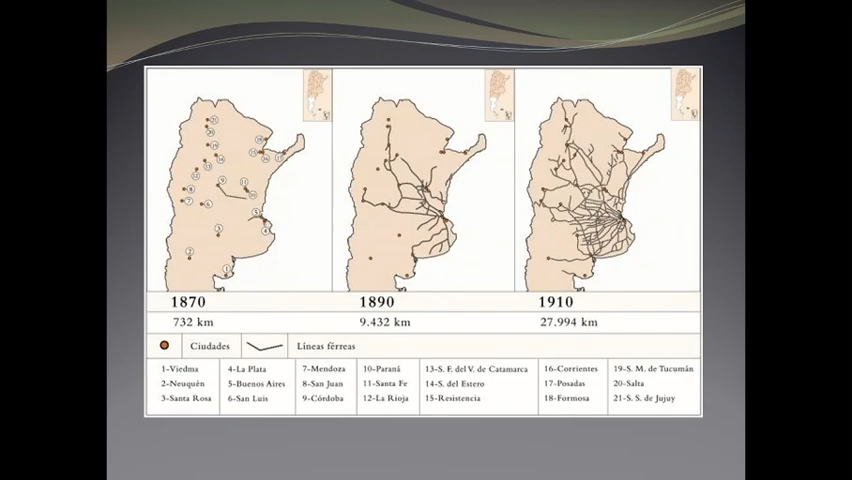 1870 1890 1910
732 km 9.432 km 27.994 km
Ciudades Líneas férreas
1-Viedma 4-La Plata 7-Mendoza 10-Paraná 13-S. F. del V. de Catamarca 16-Corrientes 19-S. M. de Tucumán
2-Neuquén 5-Buenos Aires 8-San Juan 11-Santa Fe 14-S. del Estero 17-Posadas 20-Salta
3-Santa Rosa 6-San Luis 9-Córdoba 12-La Rioja 15-Resistencia 18-Formosa 21-S. S. de Jujuy